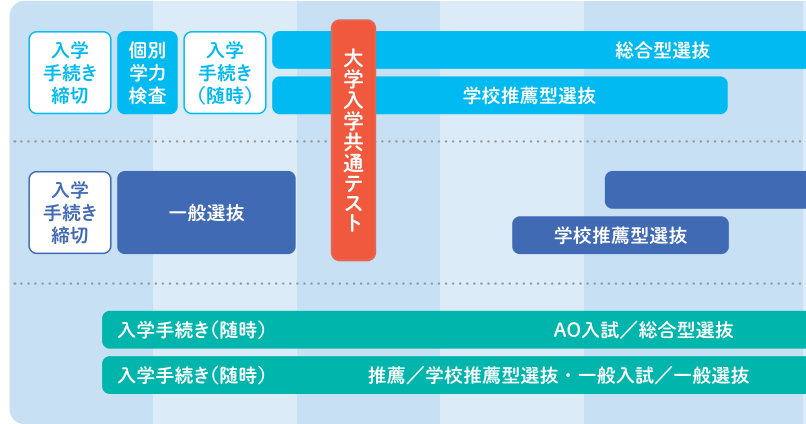 入学
手続き
締切
個別
学力
検査
入学
手続き
(随時)
大学入学共通テスト
総合型選抜
学校推薦型選抜
入学
手続き
締切
一般選抜
学校推薦型選抜
入学手続き(随時)
AO入試/総合型選抜
入学手続き(随時)
推薦/学校推薦型選抜・一般入試/一般選抜